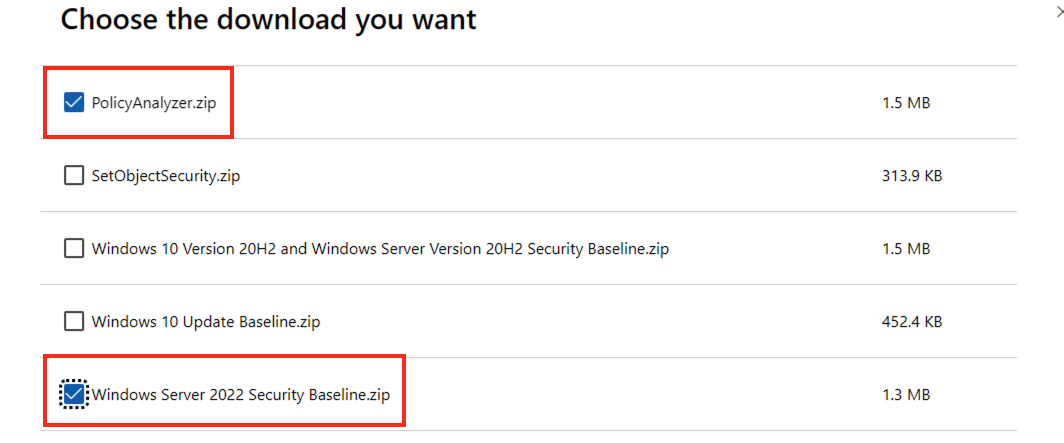 Choose the download you want
PolicyAnalyzer.zip 1.5 MB
SetObjectSecurity.zip 313.9 KB
Windows 10 Version 20H2 and Windows Server Version 20H2 Security Baseline.zip 1.5 MB
Windows 10 Update Baseline.zip 452.4 KB
Windows Server 2022 Security Baseline.zip 1.3 MB